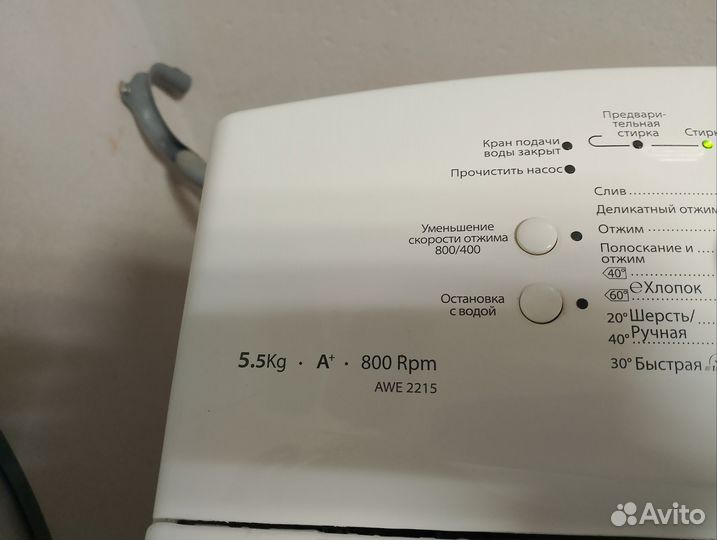 Предвари-
тельная
стирка
Кран подачи
воды закрыт
Прочистить насос
Слив
Деликатный отжим
Уменьшение
скорости отжима
800/400
Отжим
Полоскание и
отжим
40°
60° Хлопок
Остановка
с водой
20° Шерсть/
40° Ручная
30° Быстрая
5.5Kg · A+ · 800 Rpm
AWE 2215
Avito